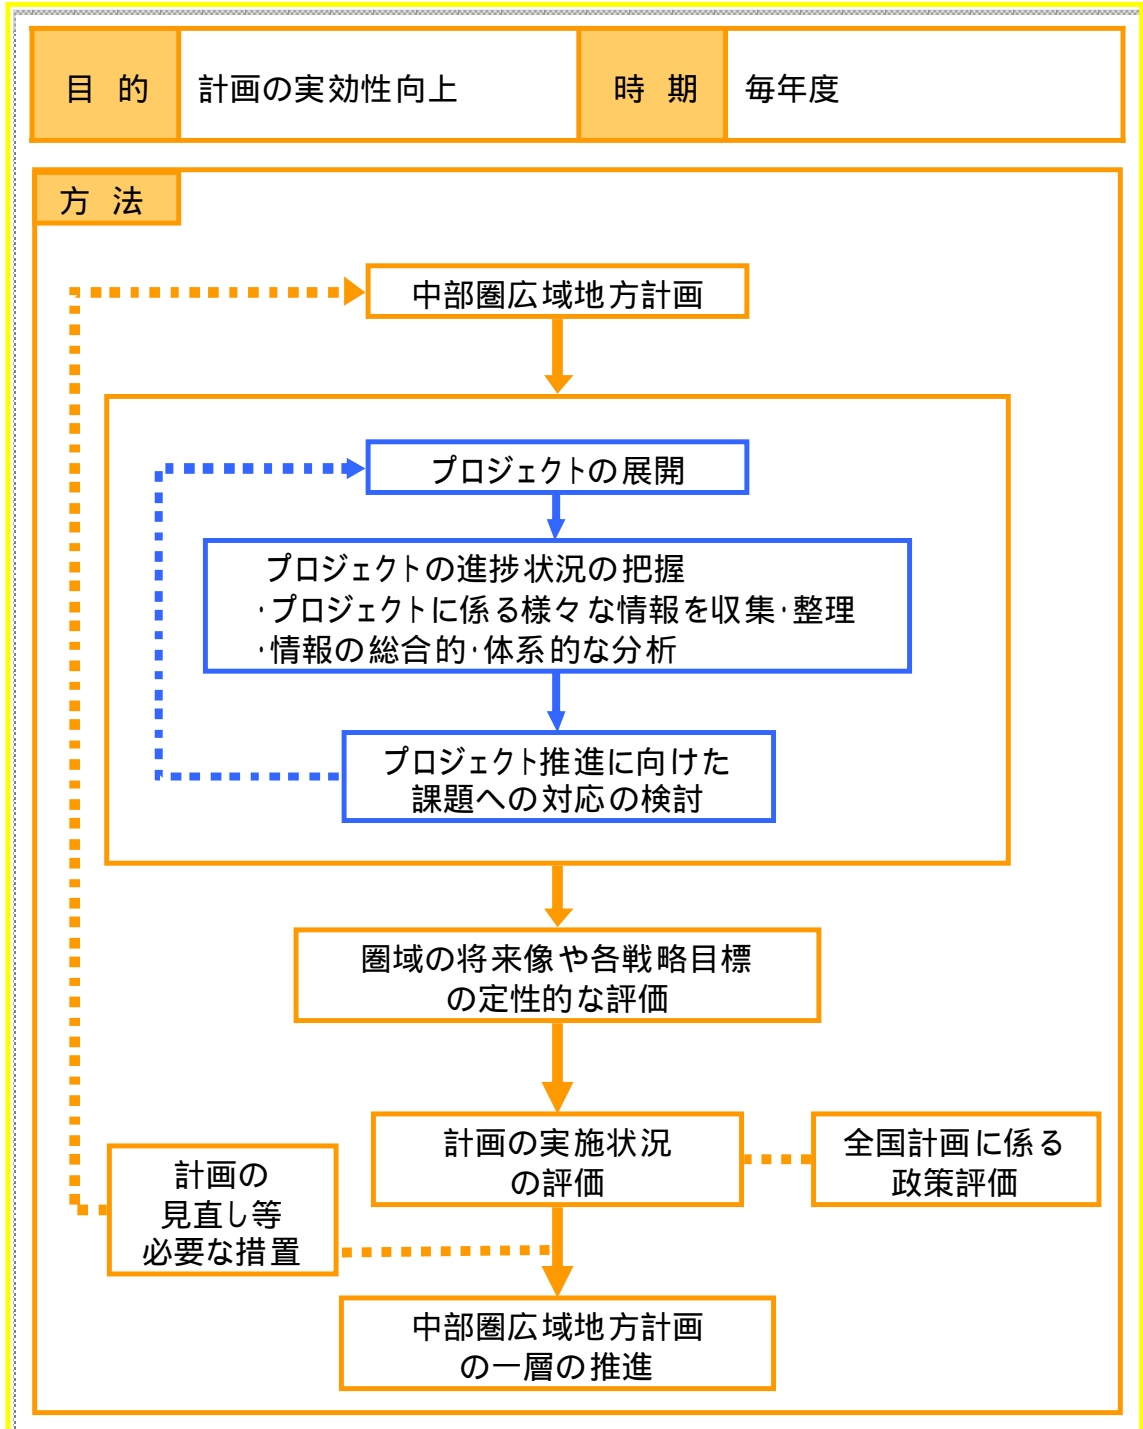 目 的
計画の実効性向上
時 期
毎年度
方 法
中部圏広域地方計画
プロジェクトの展開
プロジェクトの進捗状況の把握
・プロジェクトに係る様々な情報を収集・整理
・情報の総合的・体系的な分析
プロジェクト推進に向けた
課題への対応の検討
圏域の将来像や各戦略目標
の定性的な評価
計画の実施状況
の評価
全国計画に係る
政策評価
計画の
見直し等
必要な措置
中部圏広域地方計画
の一層の推進